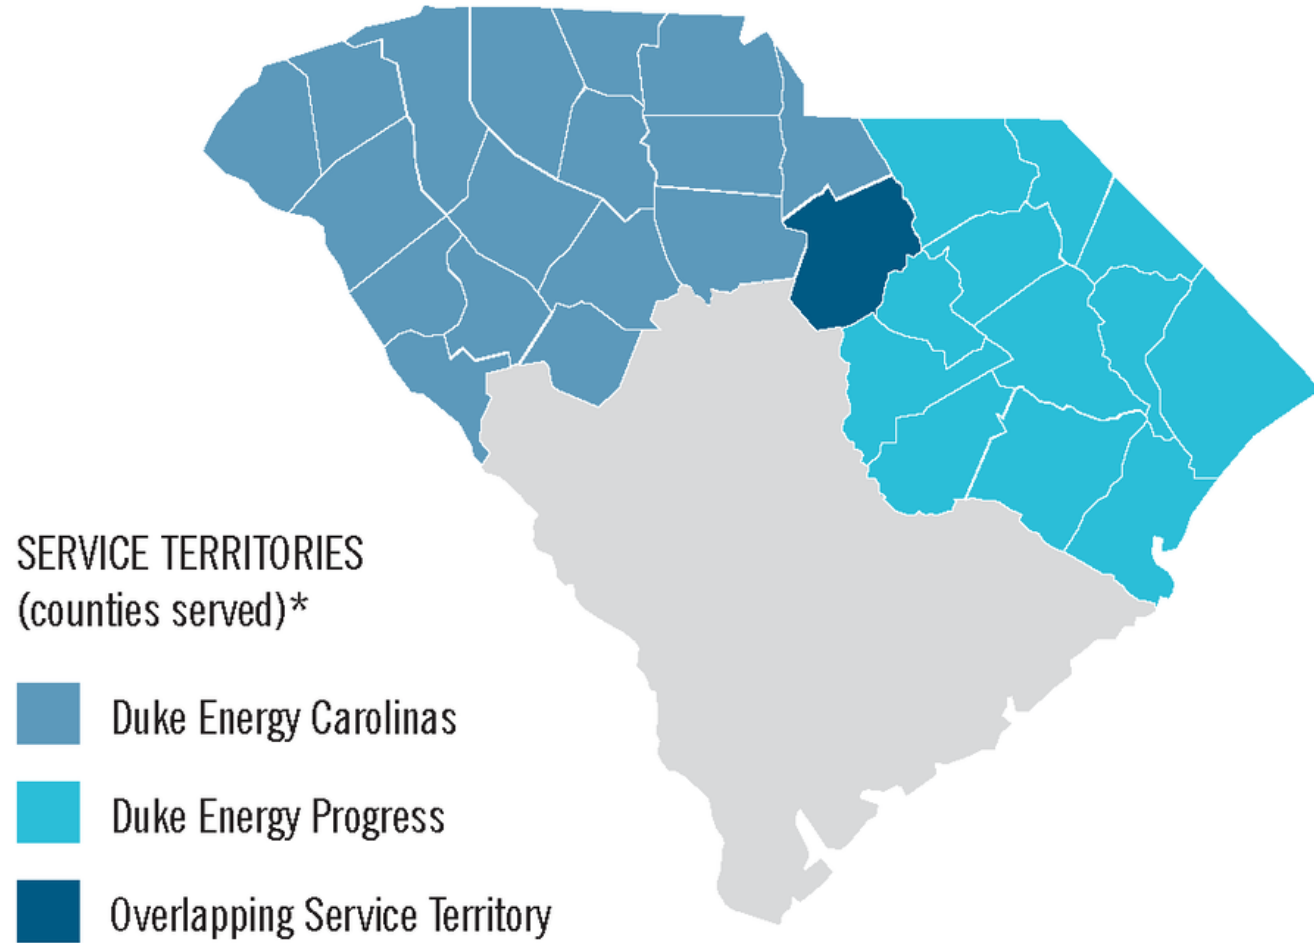 SERVICE TERRITORIES
(counties served)*
Duke Energy Carolinas
Duke Energy Progress
Overlapping Service Territory